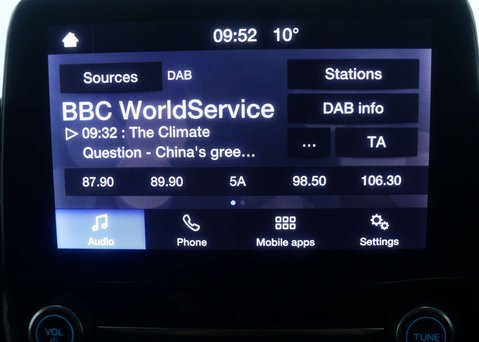 09:52 10°
Sources DAB Stations
BBC WorldService DAB info
09:32 : The Climate
Question - China's gree... ... TA
87.90 89.90 5A 98.50 106.30
Audio Phone Mobile apps Settings
VOL TUNE